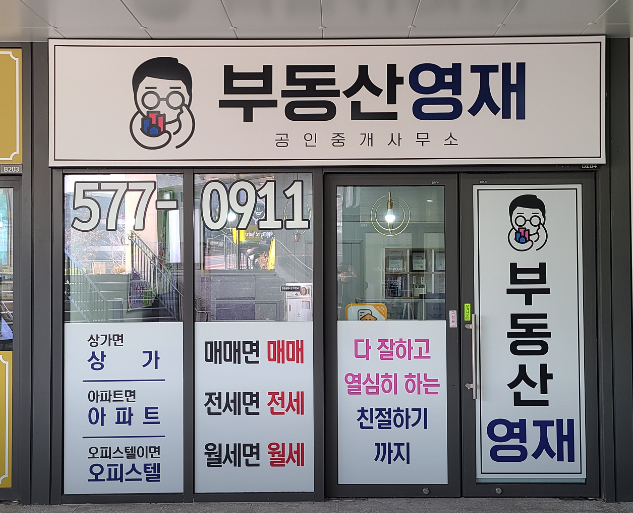 부동산영재
공인중개사무소
B203
577-0911
상가면
상 가
아파트면
아파트
오피스텔이면
오피스텔
매매면 매매
전세면 전세
월세면 월세
다 잘하고
열심히 하는
친절하기
까지
부동산
영재